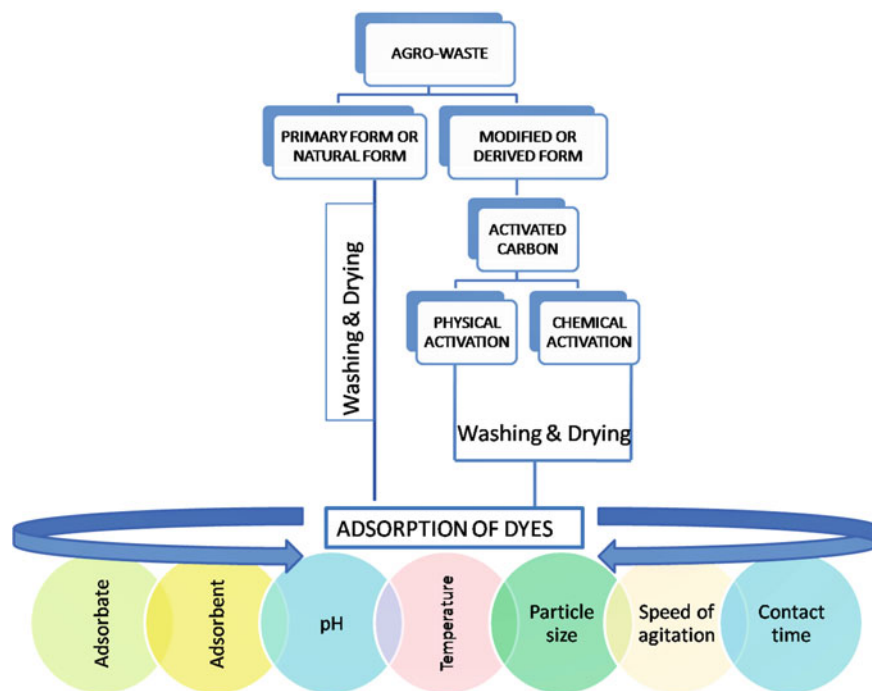 AGRO-WASTE
PRIMARY FORM OR
NATURAL FORM
MODIFIED OR
DERIVED FORM
Washing & Drying
ACTIVATED
CARBON
PHYSICAL
ACTIVATION
CHEMICAL
ACTIVATION
Washing & Drying
ADSORPTION OF DYES
Adsorbate
Adsorbent
pH
Temperature
Particle
size
Speed of
agitation
Contact
time